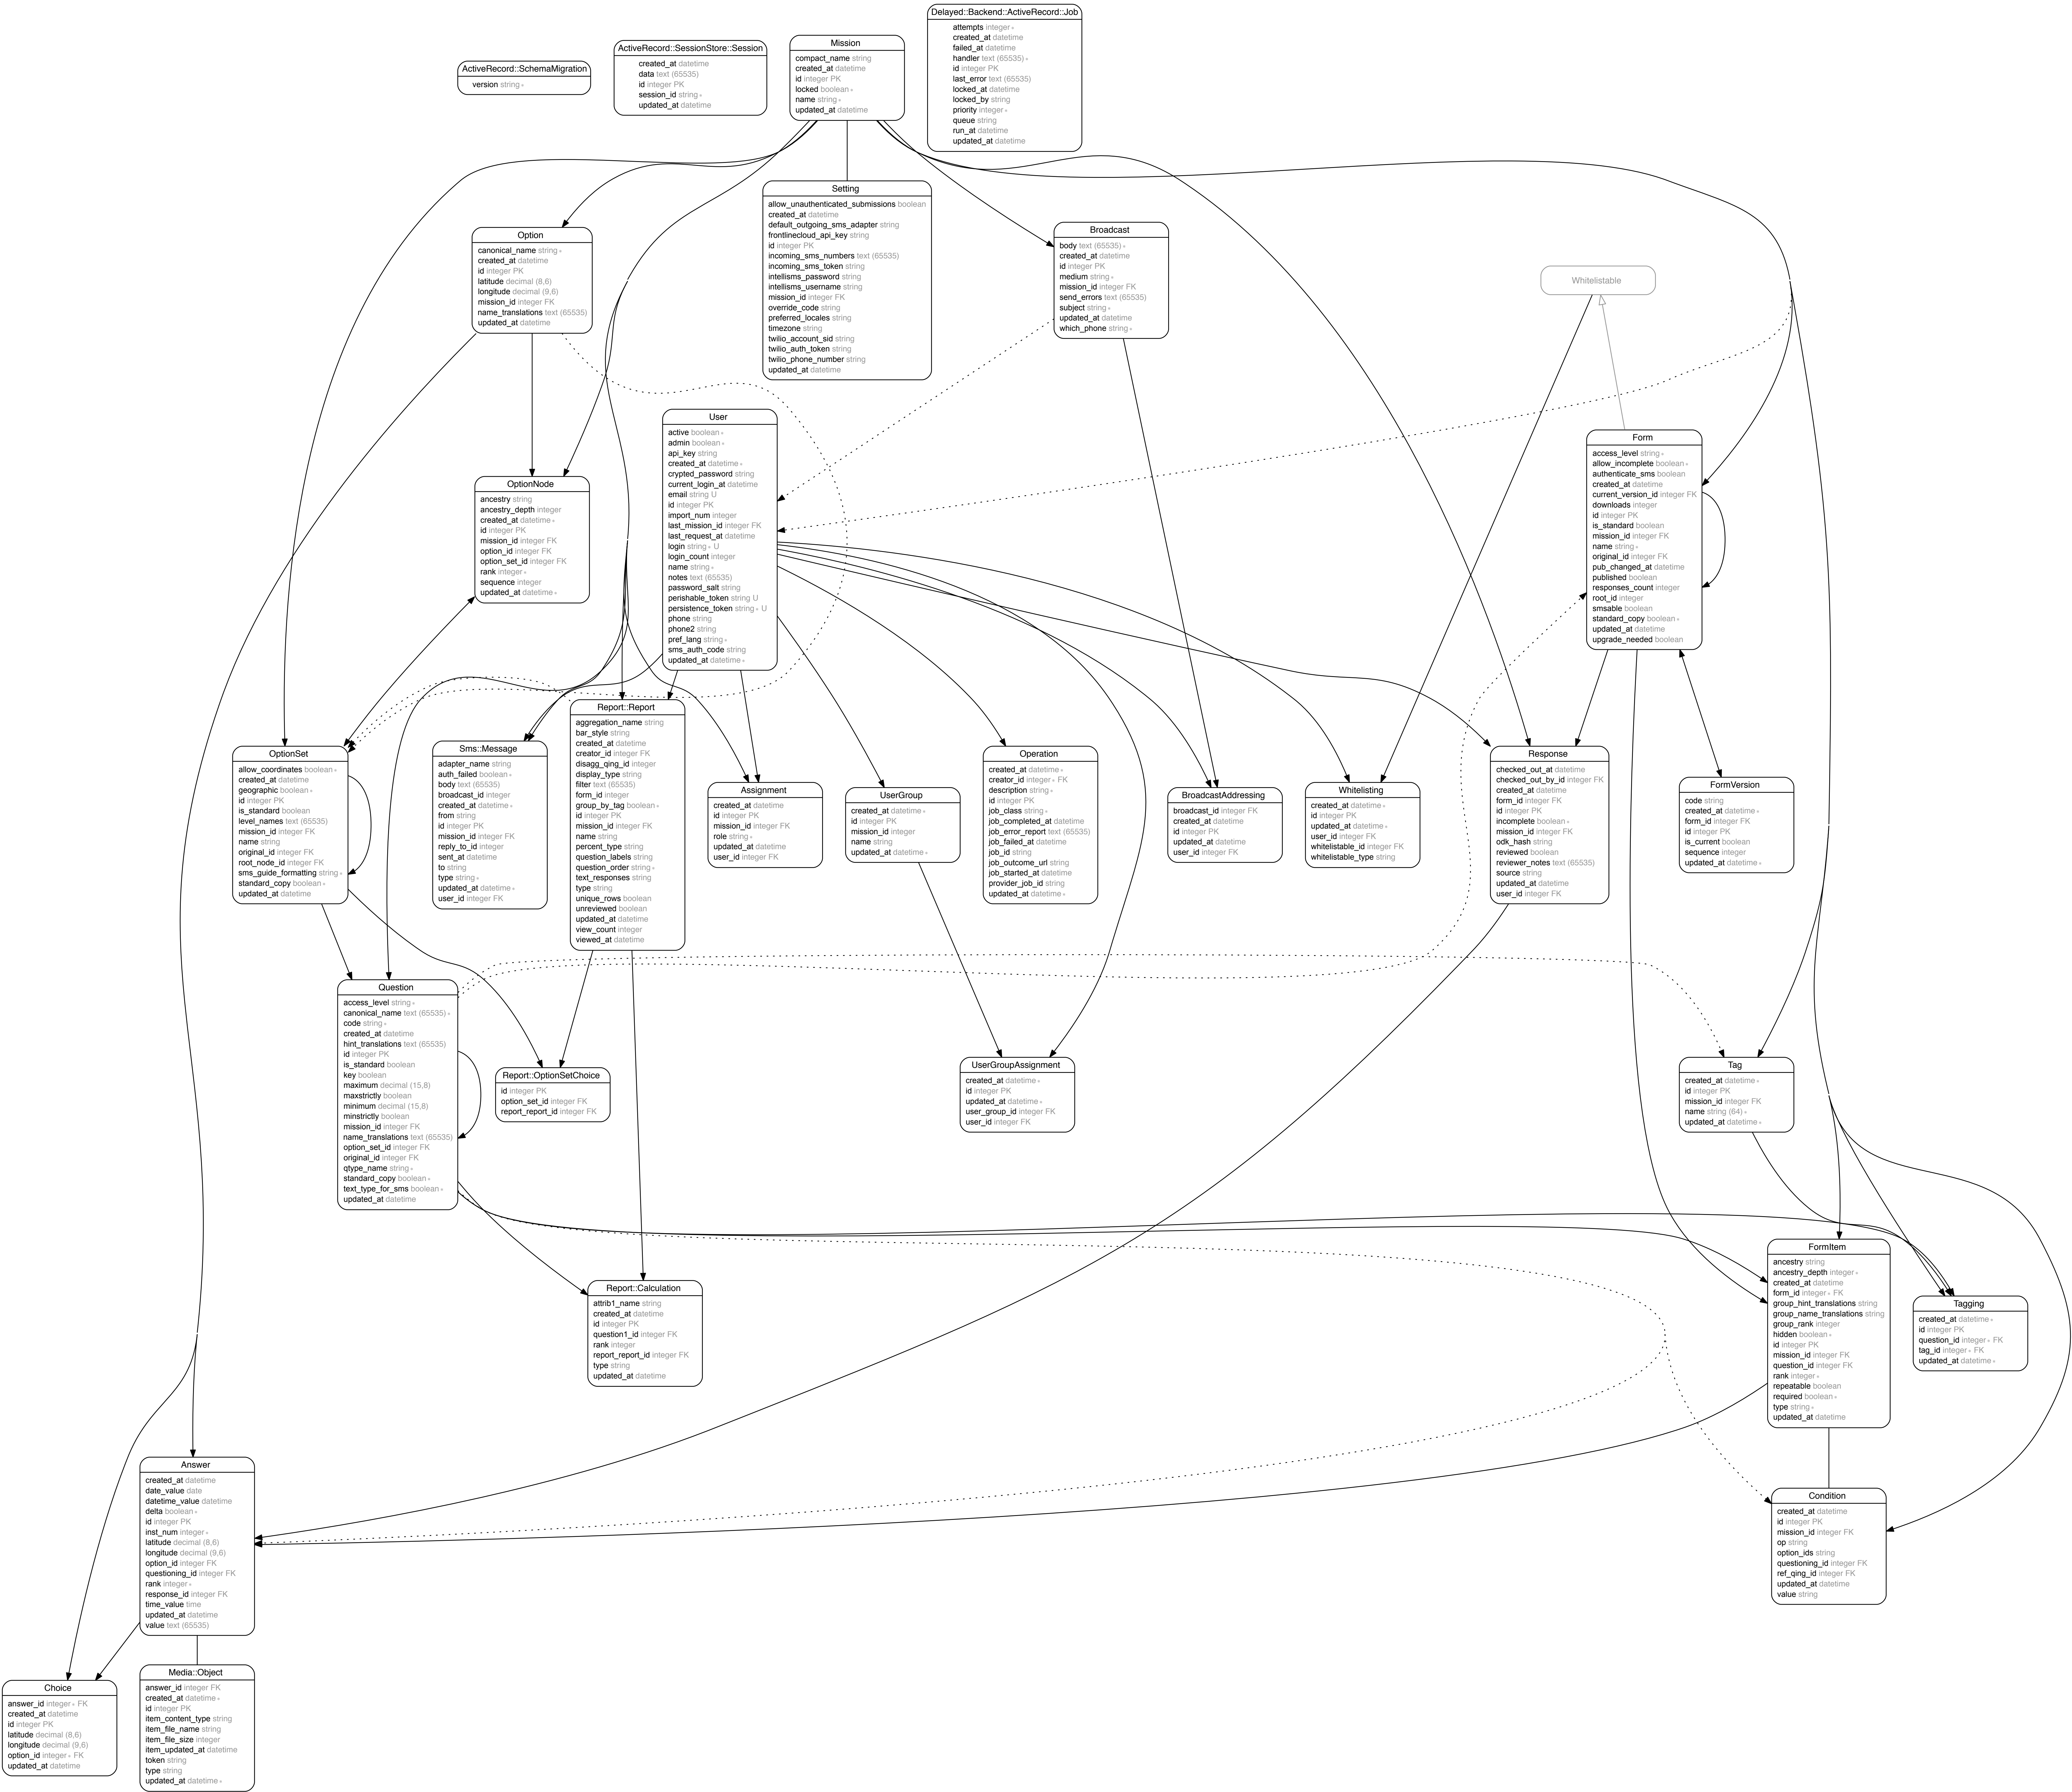 Delayed::Backend::ActiveRecord::Job
attempts integer ∗
created_at datetime
failed_at datetime
handler text (65535) ∗
id integer PK
last_error text (65535)
locked_at datetime
locked_by string
priority integer ∗
queue string
run_at datetime
updated_at datetime
Mission
compact_name string
created_at datetime
id integer PK
locked boolean ∗
name string ∗
updated_at datetime
ActiveRecord::SessionStore::Session
created_at datetime
data text (65535)
id integer PK
session_id string ∗
updated_at datetime
ActiveRecord::SchemaMigration
version string ∗
Setting
allow_unauthenticated_submissions boolean
created_at datetime
default_outgoing_sms_adapter string
frontlinecloud_api_key string
id integer PK
incoming_sms_numbers text (65535)
incoming_sms_token string
intellisms_password string
intellisms_username string
mission_id integer FK
override_code string
preferred_locales string
timezone string
twilio_account_sid string
twilio_auth_token string
twilio_phone_number string
updated_at datetime
Option
canonical_name string ∗
created_at datetime
id integer PK
latitude decimal (8,6)
longitude decimal (9,6)
mission_id integer FK
name_translations text (65535)
updated_at datetime
Broadcast
body text (65535) ∗
created_at datetime
id integer PK
medium string ∗
mission_id integer FK
send_errors text (65535)
subject string ∗
updated_at datetime
which_phone string ∗
Whitelistable
User
active boolean ∗
admin boolean ∗
api_key string
created_at datetime ∗
crypted_password string
current_login_at datetime
email string U
id integer PK
import_num integer
last_mission_id integer FK
last_request_at datetime
login string ∗ U
login_count integer
name string ∗
notes text (65535)
password_salt string
perishable_token string U
persistence_token string ∗ U
phone string
phone2 string
pref_lang string ∗
sms_auth_code string
updated_at datetime ∗
Form
access_level string ∗
allow_incomplete boolean ∗
authenticate_sms boolean
created_at datetime
current_version_id integer FK
downloads integer
id integer PK
is_standard boolean
mission_id integer FK
name string ∗
original_id integer FK
pub_changed_at datetime
published boolean
responses_count integer
root_id integer
smsable boolean
standard_copy boolean ∗
updated_at datetime
upgrade_needed boolean
OptionNode
ancestry string
ancestry_depth integer
created_at datetime ∗
id integer PK
mission_id integer FK
option_id integer FK
option_set_id integer FK
rank integer ∗
sequence integer
updated_at datetime ∗
OptionSet
allow_coordinates boolean ∗
created_at datetime
geographic boolean ∗
id integer PK
is_standard boolean
level_names text (65535)
mission_id integer FK
name string
original_id integer FK
root_node_id integer FK
sms_guide_formatting string ∗
standard_copy boolean ∗
updated_at datetime
Sms::Message
adapter_name string
auth_failed boolean ∗
body text (65535)
broadcast_id integer
created_at datetime ∗
from string
id integer PK
mission_id integer FK
reply_to_id integer
sent_at datetime
to string
type string ∗
updated_at datetime ∗
user_id integer FK
Report::Report
aggregation_name string
bar_style string
created_at datetime
creator_id integer FK
disagg_qing_id integer
display_type string
filter text (65535)
form_id integer
group_by_tag boolean ∗
id integer PK
mission_id integer FK
name string
percent_type string
question_labels string
question_order string ∗
text_responses string
type string
unique_rows boolean
unreviewed boolean
updated_at datetime
view_count integer
viewed_at datetime
Assignment
created_at datetime
id integer PK
mission_id integer FK
role string ∗
updated_at datetime
user_id integer FK
UserGroup
created_at datetime ∗
id integer PK
mission_id integer
name string
updated_at datetime ∗
Operation
created_at datetime ∗
creator_id integer ∗ FK
description string ∗
id integer PK
job_class string ∗
job_completed_at datetime
job_error_report text (65535)
job_failed_at datetime
job_id string
job_outcome_url string
job_started_at datetime
provider_job_id string
updated_at datetime ∗
BroadcastAddressing
broadcast_id integer FK
created_at datetime
id integer PK
updated_at datetime
user_id integer FK
Whitelisting
created_at datetime ∗
id integer PK
updated_at datetime ∗
user_id integer FK
whitelistable_id integer FK
whitelistable_type string
Response
checked_out_at datetime
checked_out_by_id integer FK
created_at datetime
form_id integer FK
id integer PK
incomplete boolean ∗
mission_id integer FK
odk_hash string
reviewed boolean
reviewer_notes text (65535)
source string
updated_at datetime
user_id integer FK
FormVersion
code string
created_at datetime ∗
form_id integer FK
id integer PK
is_current boolean
sequence integer
updated_at datetime ∗
Question
access_level string ∗
canonical_name text (65535) ∗
code string ∗
created_at datetime
hint_translations text (65535)
id integer PK
is_standard boolean
key boolean
maximum decimal (15,8)
maxstrictly boolean
minimum decimal (15,8)
minstrictly boolean
mission_id integer FK
name_translations text (65535)
option_set_id integer FK
original_id integer FK
qtype_name string ∗
standard_copy boolean ∗
text_type_for_sms boolean ∗
updated_at datetime
Report::OptionSetChoice
id integer PK
option_set_id integer FK
report_report_id integer FK
UserGroupAssignment
created_at datetime ∗
id integer PK
updated_at datetime ∗
user_group_id integer FK
user_id integer FK
Tag
created_at datetime ∗
id integer PK
mission_id integer FK
name string (64) ∗
updated_at datetime ∗
FormItem
ancestry string
ancestry_depth integer ∗
created_at datetime
form_id integer ∗ FK
group_hint_translations string
group_name_translations string
group_rank integer
hidden boolean ∗
id integer PK
mission_id integer FK
question_id integer FK
rank integer ∗
repeatable boolean
required boolean ∗
type string ∗
updated_at datetime
Report::Calculation
attrib1_name string
created_at datetime
id integer PK
question1_id integer FK
rank integer
report_report_id integer FK
type string
updated_at datetime
Tagging
created_at datetime ∗
id integer PK
question_id integer ∗ FK
tag_id integer ∗ FK
updated_at datetime ∗
Answer
created_at datetime
date_value date
datetime_value datetime
delta boolean ∗
id integer PK
inst_num integer ∗
latitude decimal (8,6)
longitude decimal (9,6)
option_id integer FK
questioning_id integer FK
rank integer ∗
response_id integer FK
time_value time
updated_at datetime
value text (65535)
Condition
created_at datetime
id integer PK
mission_id integer FK
op string
option_ids string
questioning_id integer FK
ref_qing_id integer FK
updated_at datetime
value string
Choice
answer_id integer ∗ FK
created_at datetime
id integer PK
latitude decimal (8,6)
longitude decimal (9,6)
option_id integer ∗ FK
updated_at datetime
Media::Object
answer_id integer FK
created_at datetime ∗
id integer PK
item_content_type string
item_file_name string
item_file_size integer
item_updated_at datetime
token string
type string
updated_at datetime ∗